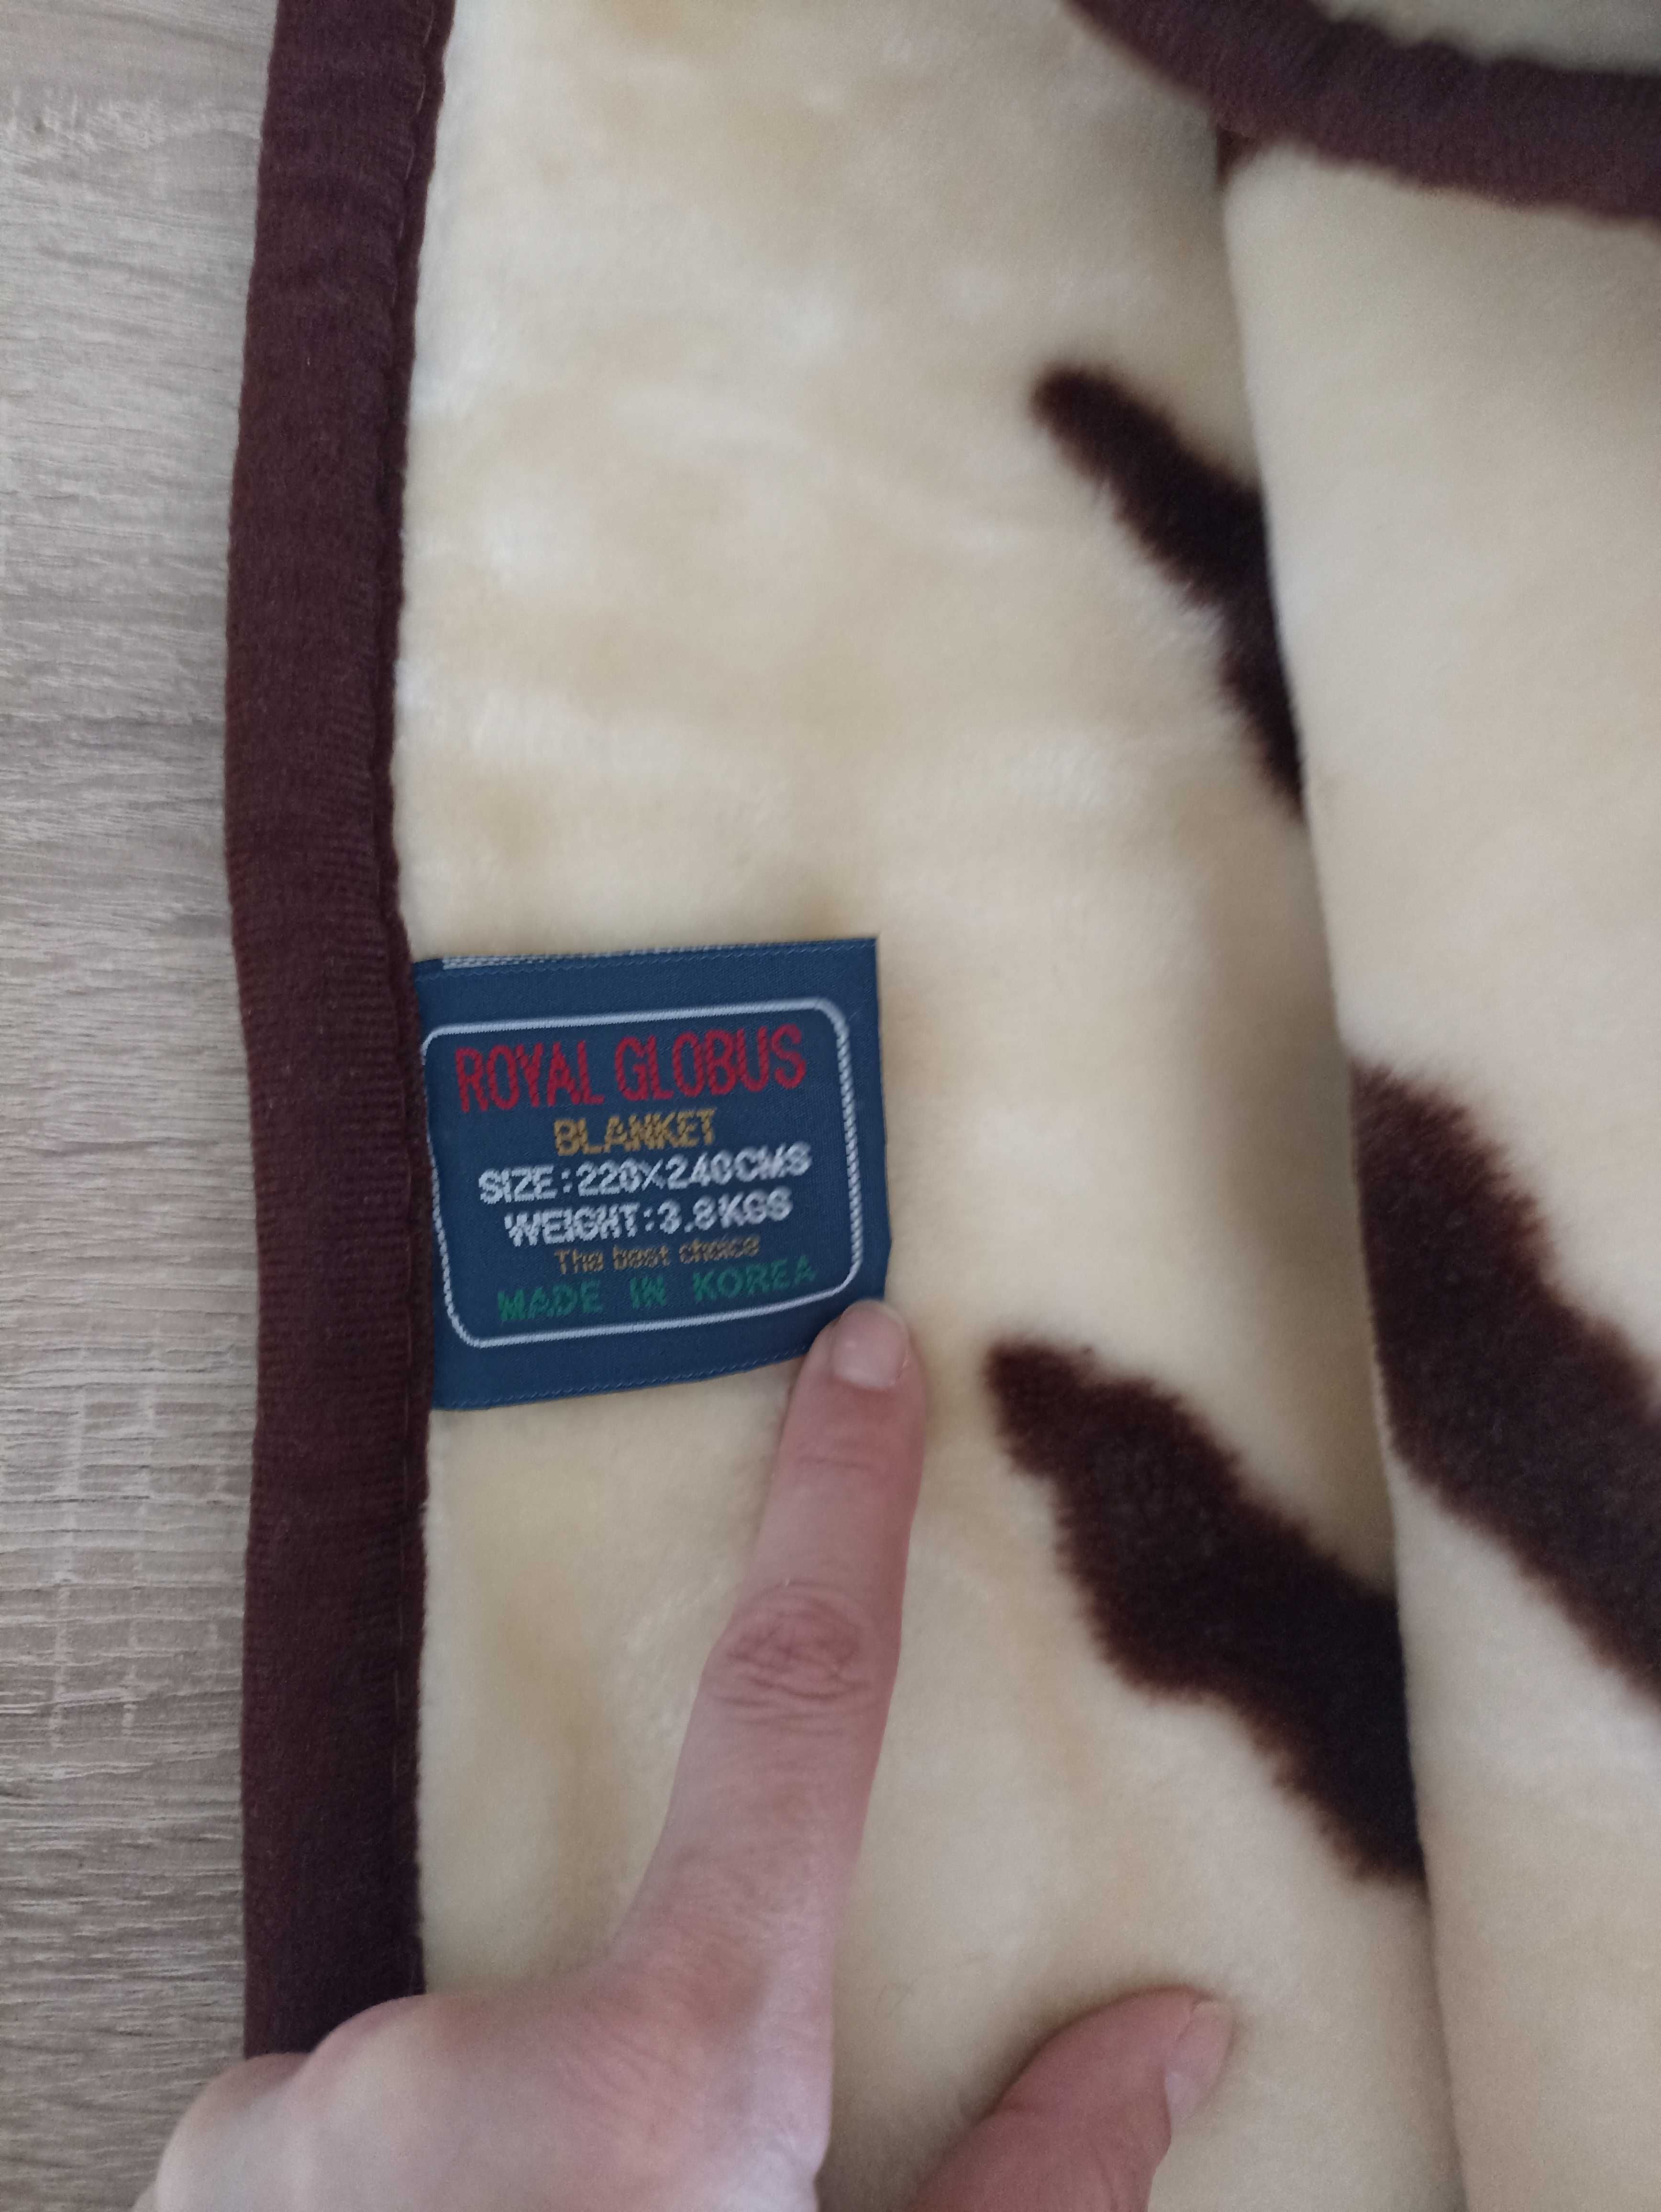 ROYAL GLOBUS
BLANKET
SIZE:220X240CMS
WEIGHT:3.8KGS
The best choice
MADE IN KOREA